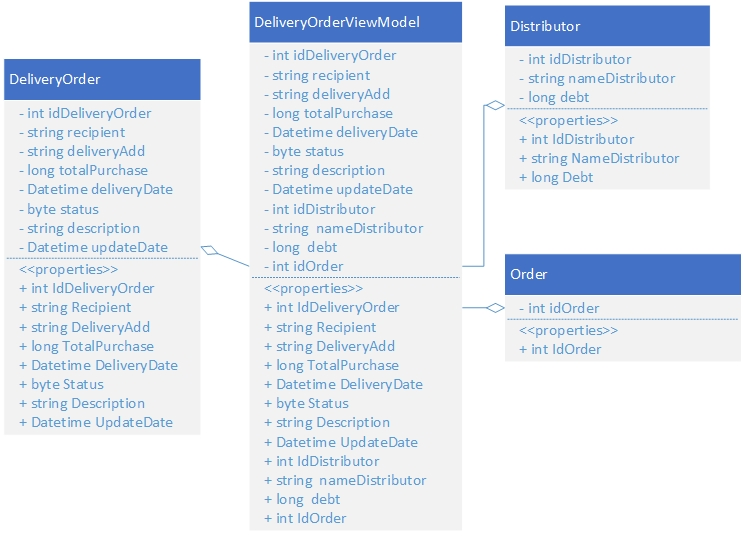 DeliveryOrder
- int idDeliveryOrder
- string recipient
- string deliveryAdd
- long totalPurchase
- Datetime deliveryDate
- byte status
- string description
- Datetime updateDate
<<properties>>
+ int IdDeliveryOrder
+ string Recipient
+ string DeliveryAdd
+ long TotalPurchase
+ Datetime DeliveryDate
+ byte Status
+ string Description
+ Datetime UpdateDate
DeliveryOrderViewModel
- int idDeliveryOrder
- string recipient
- string deliveryAdd
- long totalPurchase
- Datetime deliveryDate
- byte status
- string description
- Datetime updateDate
- int idDistributor
- string nameDistributor
- long debt
- int idOrder
<<properties>>
+ int IdDeliveryOrder
+ string Recipient
+ string DeliveryAdd
+ long TotalPurchase
+ Datetime DeliveryDate
+ byte Status
+ string Description
+ Datetime UpdateDate
+ int IdDistributor
+ string nameDistributor
+ long debt
+ int IdOrder
Distributor
- int idDistributor
- string nameDistributor
- long debt
<<properties>>
+ int IdDistributor
+ string NameDistributor
+ long Debt
Order
- int idOrder
<<properties>>
+ int IdOrder